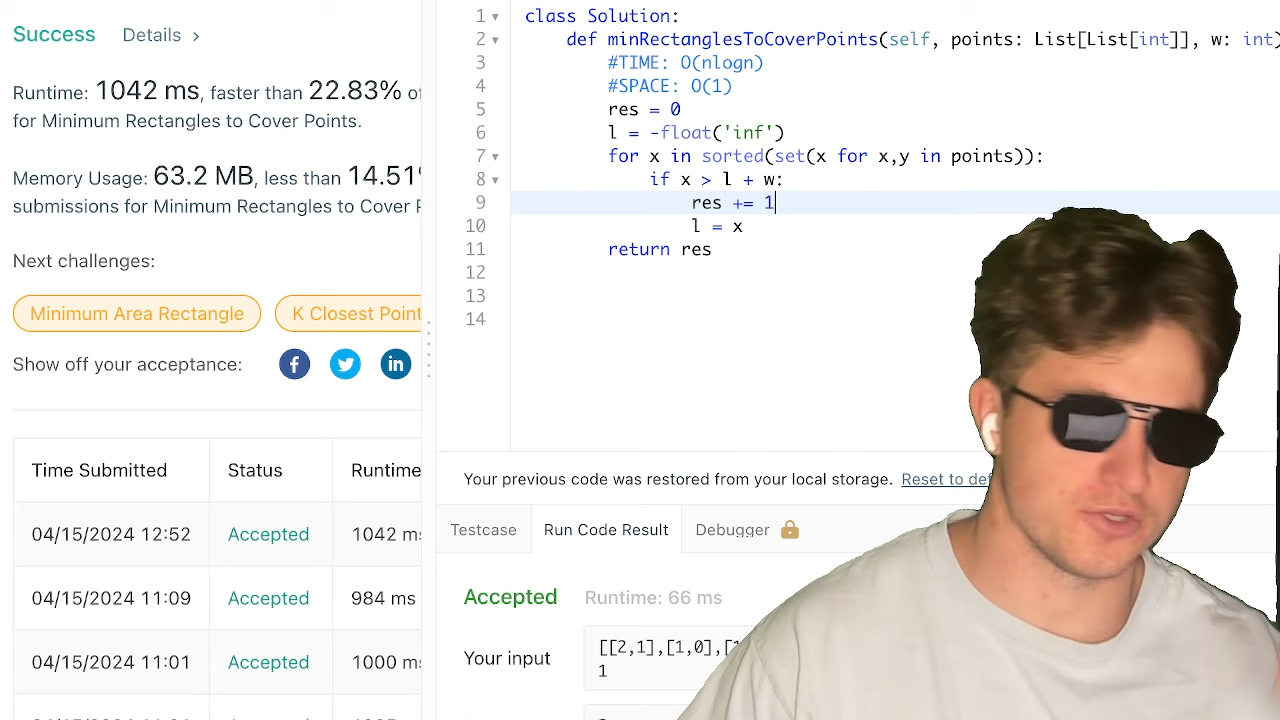 Success Details >
Runtime: 1042 ms, faster than 22.83% of
for Minimum Rectangles to Cover Points.
Memory Usage: 63.2 MB, less than 14.51%
submissions for Minimum Rectangles to Cover P
Next challenges:
Minimum Area Rectangle K Closest Point
Show off your acceptance:
Time Submitted Status Runtime
04/15/2024 12:52 Accepted 1042 ms
04/15/2024 11:09 Accepted 984 ms
04/15/2024 11:01 Accepted 1000 ms
1 class Solution:
2 def minRectanglesToCoverPoints(self, points: List[List[int]], w: int)
3 #TIME: O(nlogn)
4 #SPACE: O(1)
5 res = 0
6 l = -float('inf')
7 for x in sorted(set(x for x,y in points)):
8 if x > l + w:
9 res += 1
10 l = x
11 return res
12
13
14
Your previous code was restored from your local storage. Reset to def
Testcase Run Code Result Debugger
Accepted Runtime: 66 ms
Your input
[[2,1],[1,0],[1
1